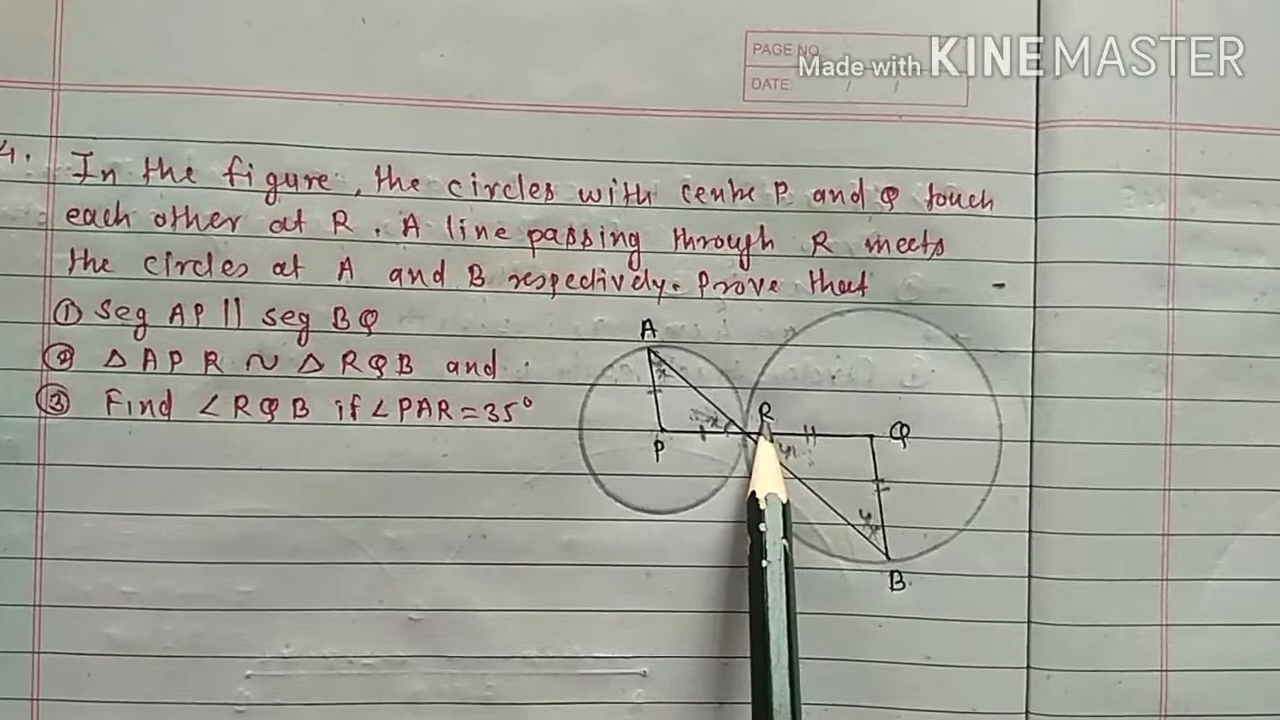 PAGE NO
DATE: / /
Made with KINEMASTER
4. In the figure, the circles with centre P and Q touch
each other at R. A line passing through R meets
the circles at A and B respectively. Prove that
① seg AP || seg BQ
② △ APR ~ △ RQB and
③ Find ∠RQB if ∠PAR = 35°
A
x
x
R
P
y
Q
y
B